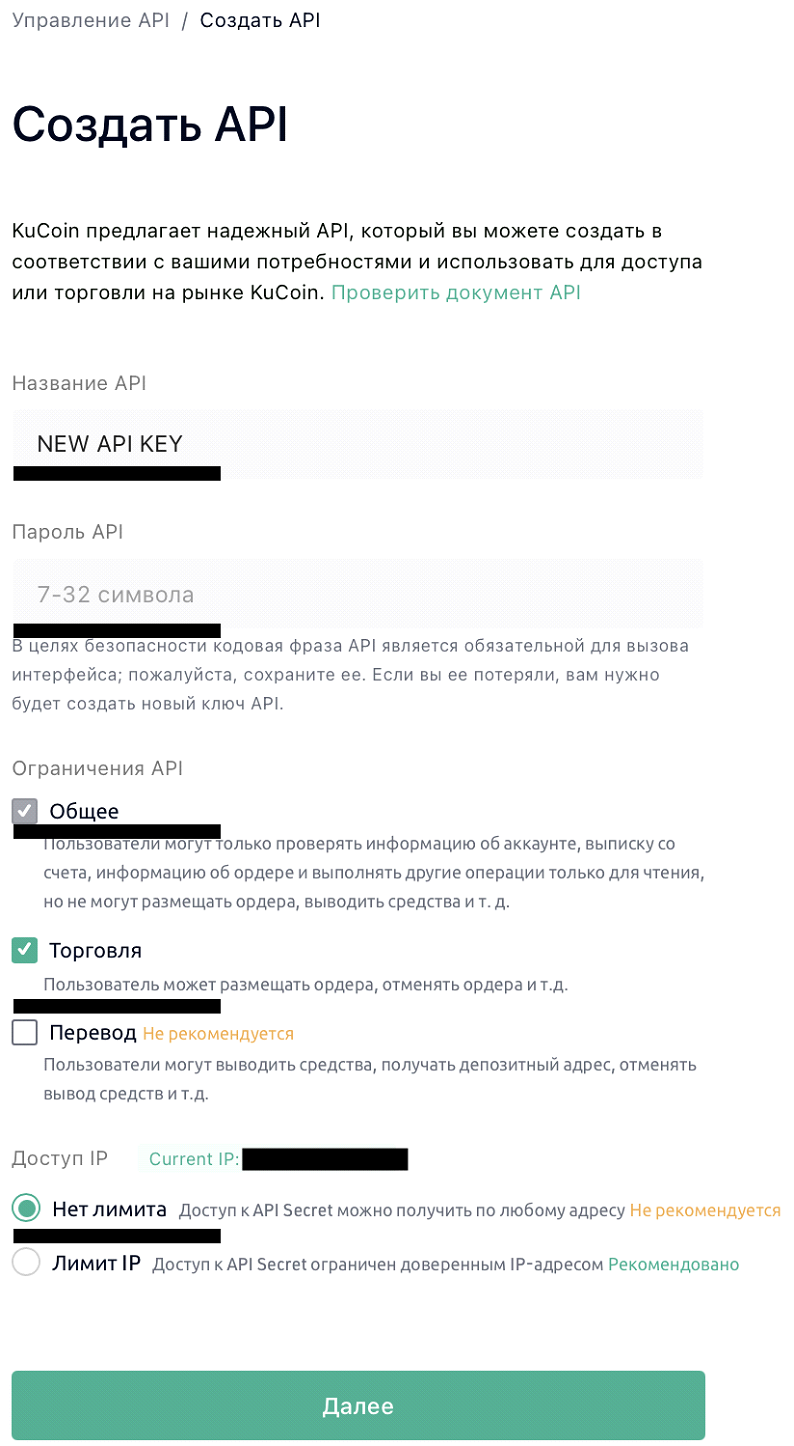 Управление API / Создать API
Создать API
KuCoin предлагает надежный API, который вы можете создать в
соответствии с вашими потребностями и использовать для доступа
или торговли на рынке KuCoin. Проверить документ API
Название API
NEW API KEY
Пароль API
7-32 символа
В целях безопасности кодовая фраза API является обязательной для вызова
интерфейса; пожалуйста, сохраните ее. Если вы ее потеряли, вам нужно
будет создать новый ключ API.
Ограничения API
Общее
Пользователи могут только проверять информацию об аккаунте, выписку со
счета, информацию об ордере и выполнять другие операции только для чтения,
но не могут размещать ордера, выводить средства и т. д.
Торговля
Пользователь может размещать ордера, отменять ордера и т.д.
Перевод Не рекомендуется
Пользователи могут выводить средства, получать депозитный адрес, отменять
вывод средств и т.д.
Доступ IP Current IP:
Нет лимита Доступ к API Secret можно получить по любому адресу Не рекомендуется
Лимит IP Доступ к API Secret ограничен доверенным IP-адресом Рекомендовано
Далее